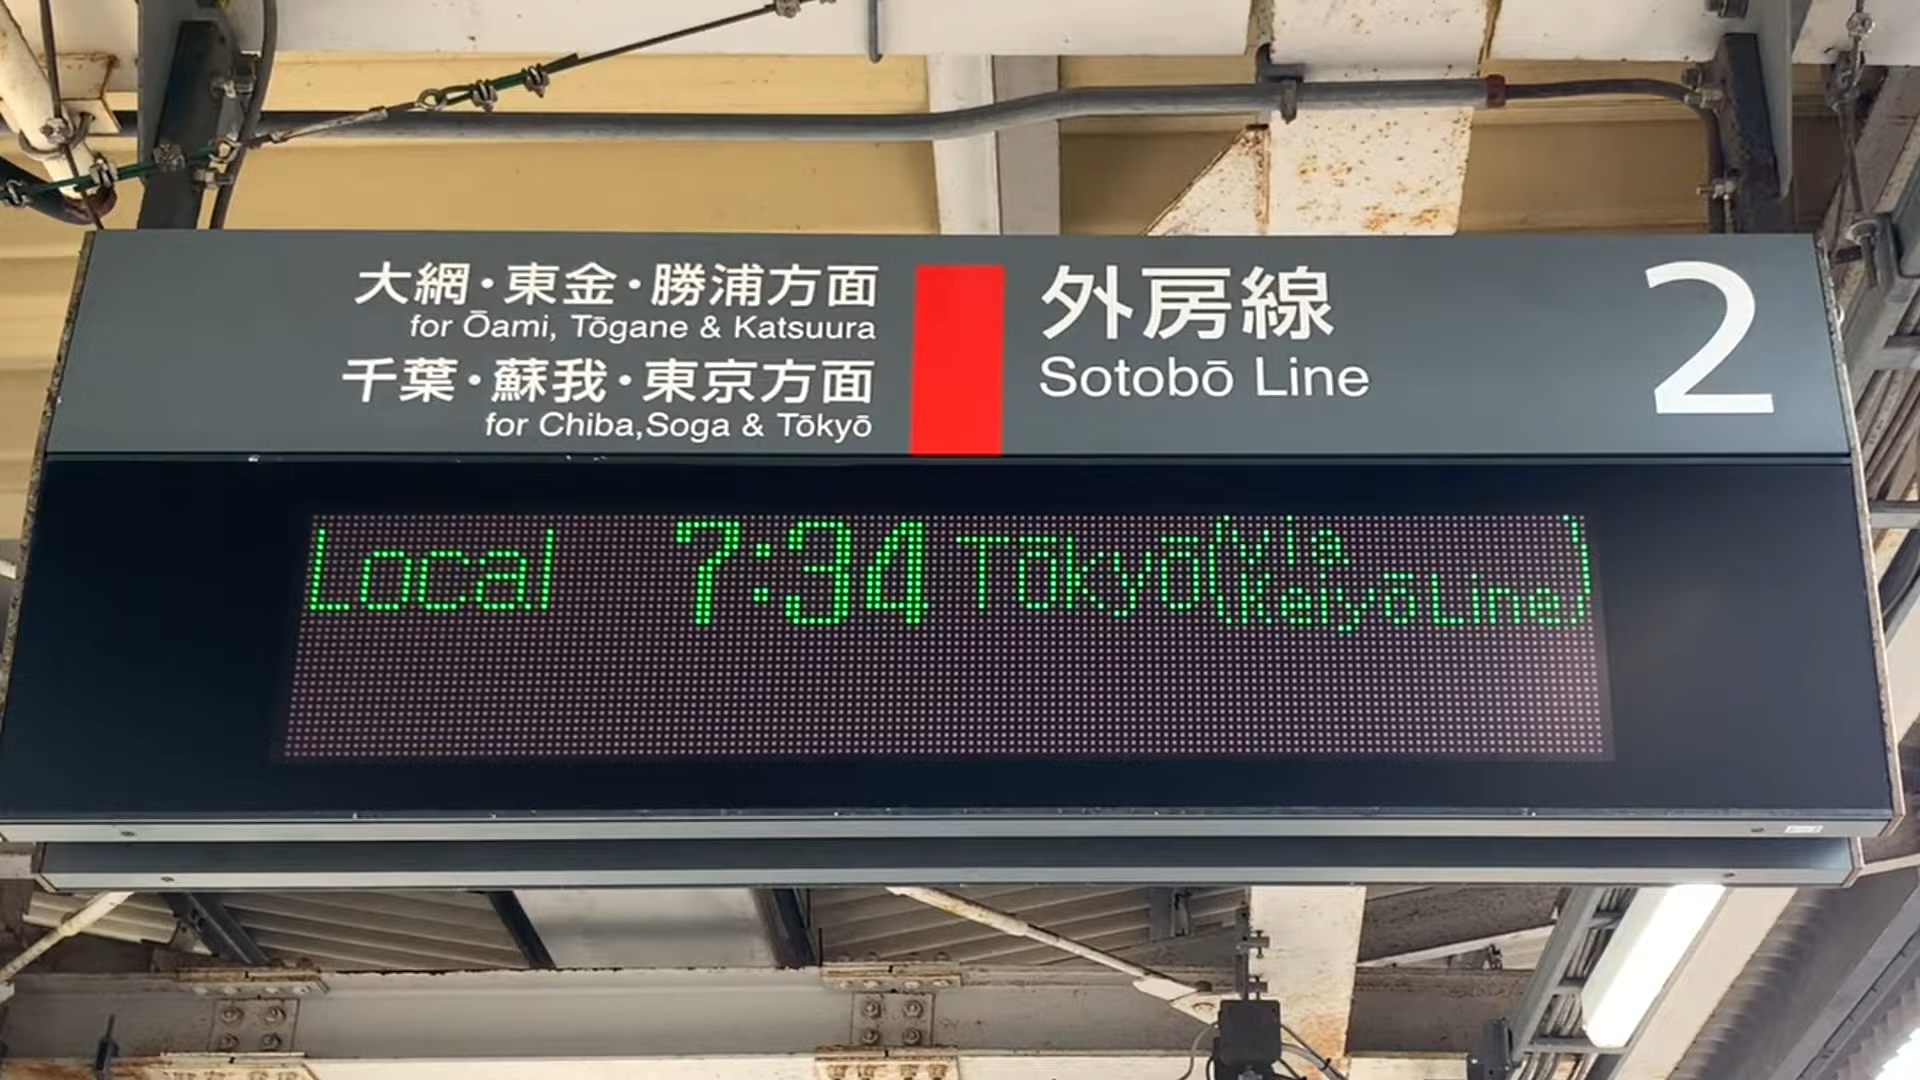 大網・東金・勝浦方面
for Ōami, Tōgane & Katsuura
千葉・蘇我・東京方面
for Chiba,Soga & Tōkyō
外房線
Sotobō Line
2
Local 7:34 Tōkyō(via Keiyō Line)